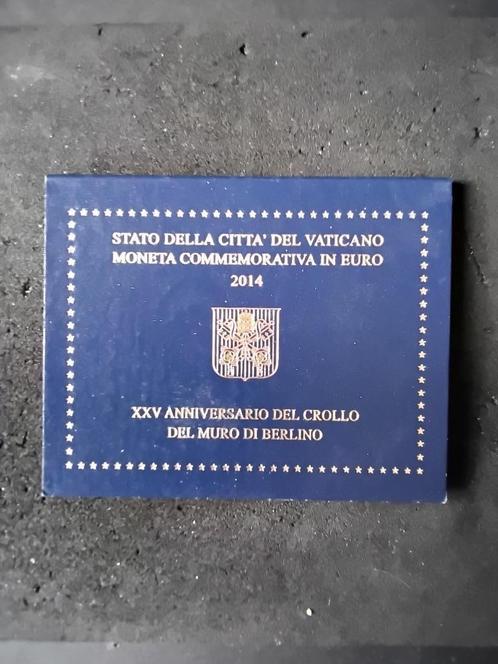 STATO DELLA CITTA' DEL VATICANO
MONETA COMMEMORATIVA IN EURO
2014
XXV ANNIVERSARIO DEL CROLLO
DEL MURO DI BERLINO